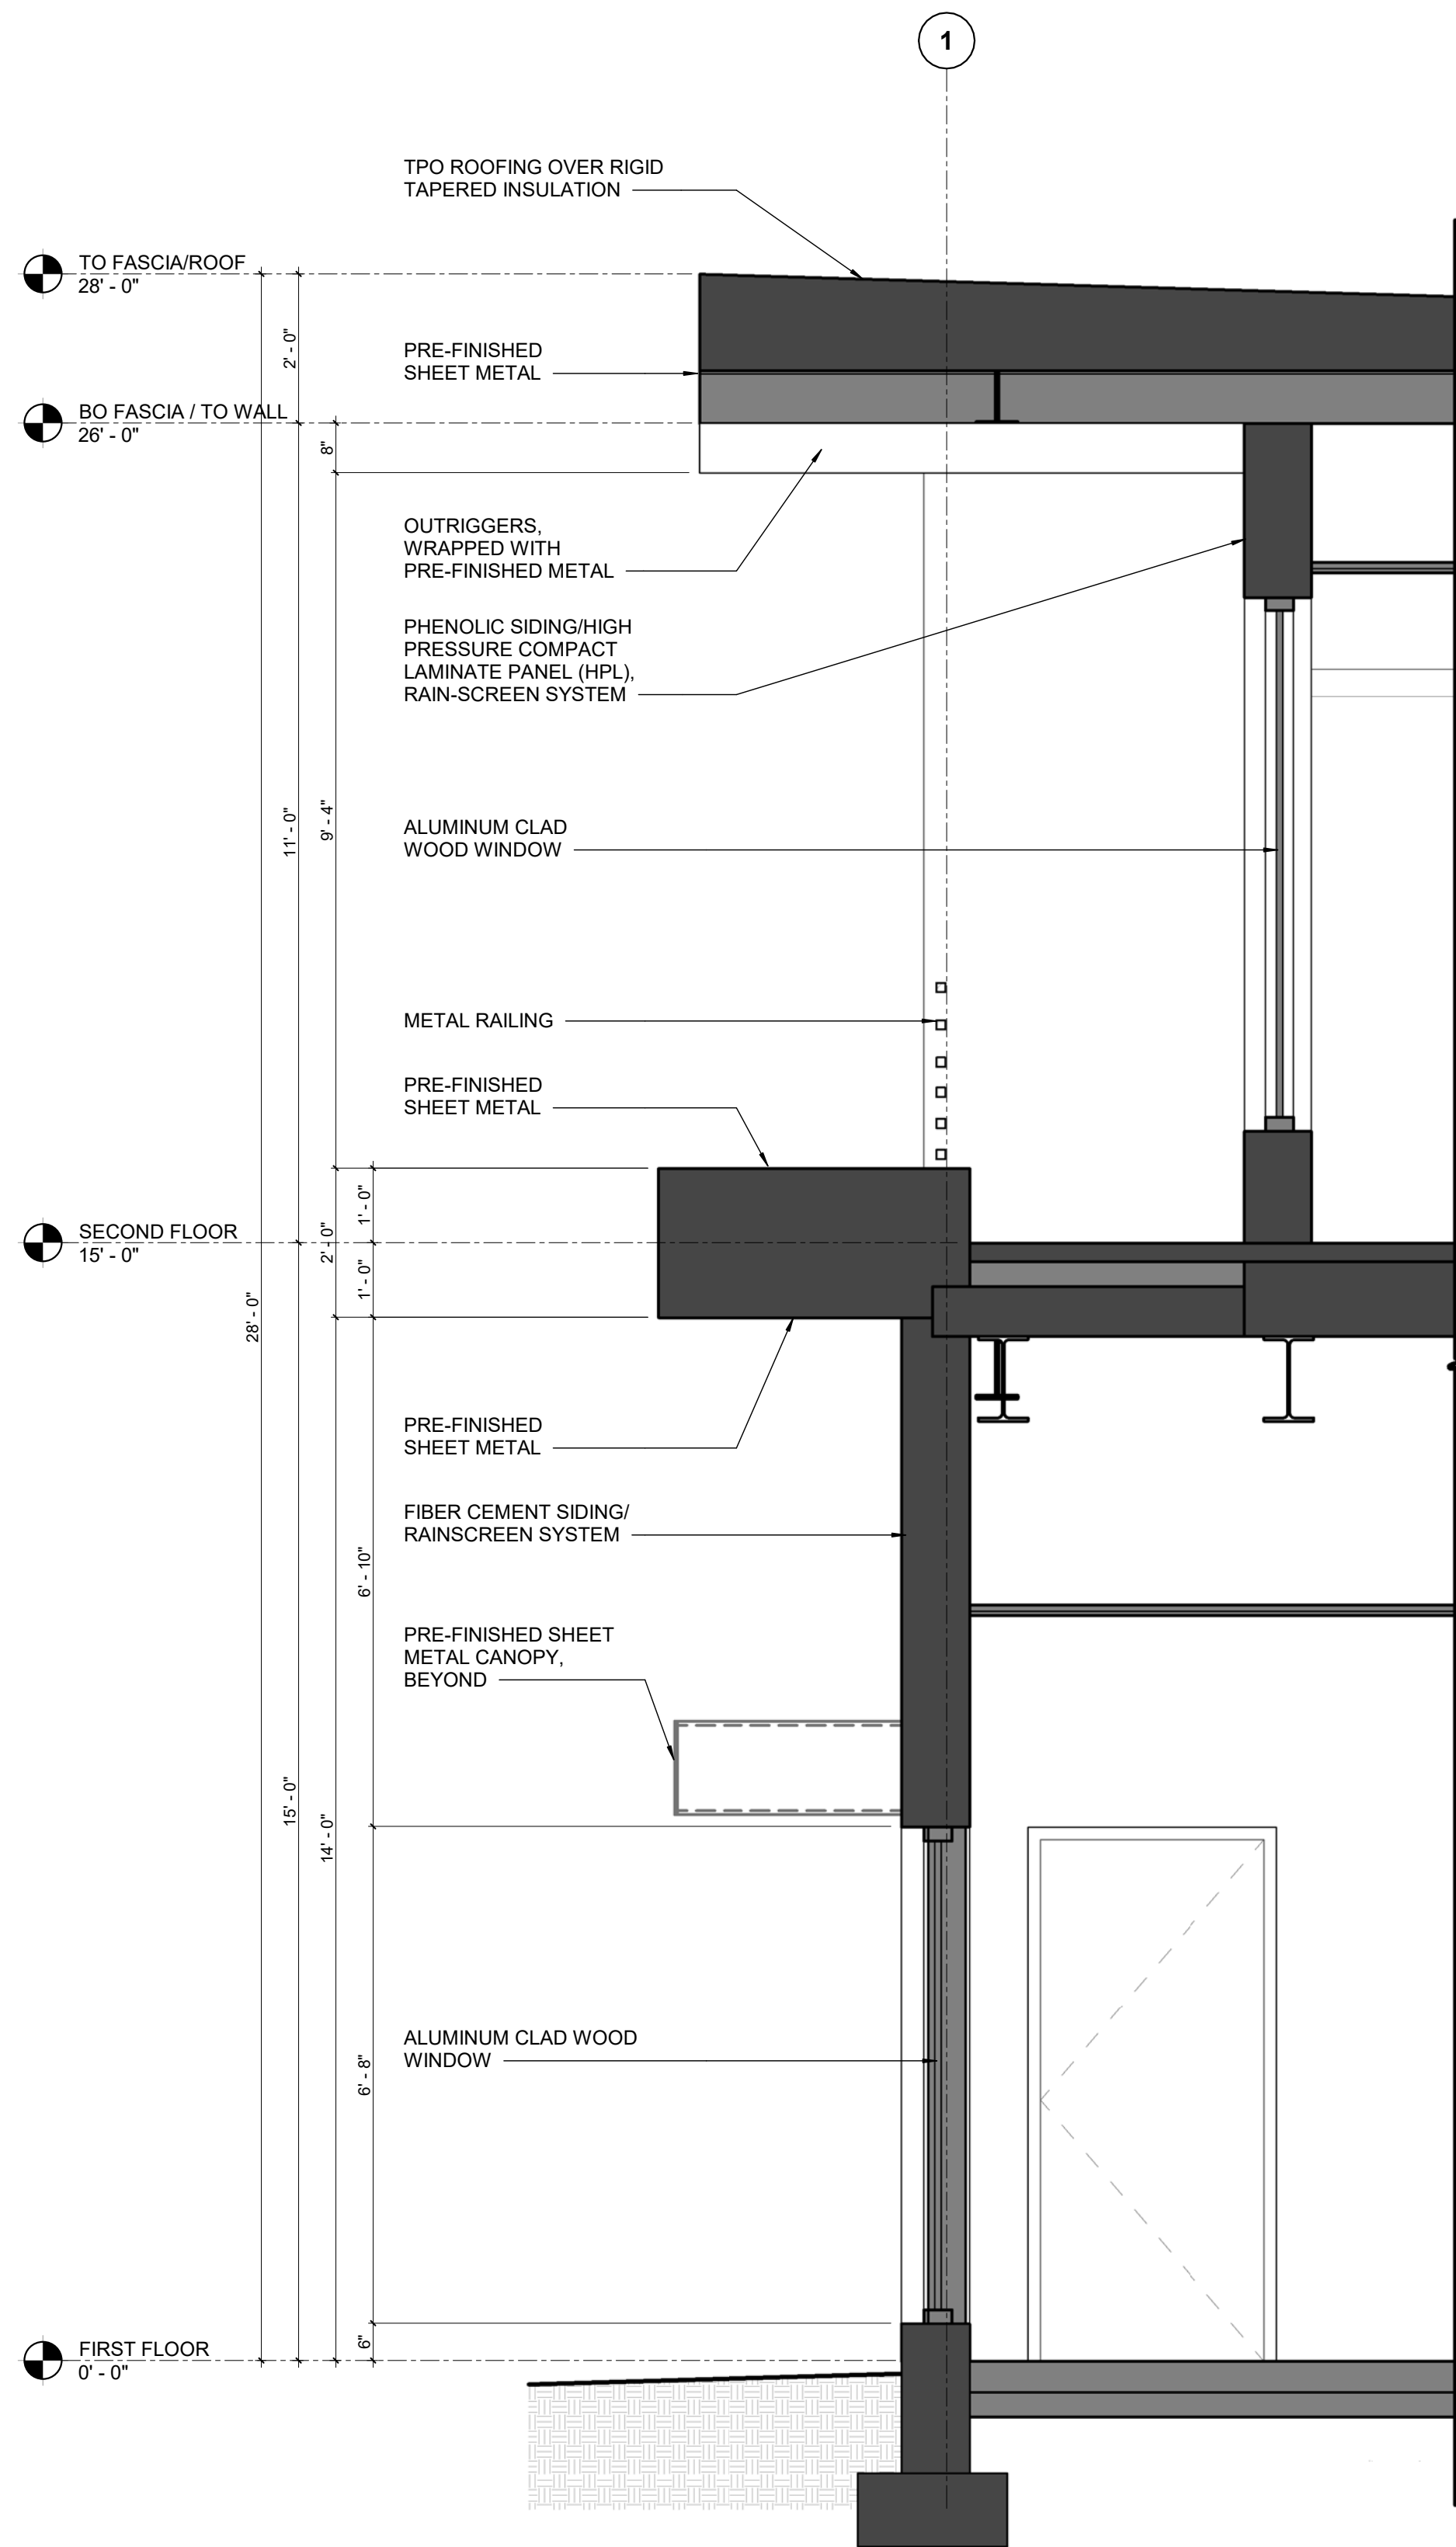 1
TPO ROOFING OVER RIGID
TAPERED INSULATION
TO FASCIA/ROOF
28' - 0"
2' - 0"
PRE-FINISHED
SHEET METAL
BO FASCIA / TO WALL
26' - 0"
8"
OUTRIGGERS,
WRAPPED WITH
PRE-FINISHED METAL
PHENOLIC SIDING/HIGH
PRESSURE COMPACT
LAMINATE PANEL (HPL),
RAIN-SCREEN SYSTEM
11' - 0"
9' - 4"
ALUMINUM CLAD
WOOD WINDOW
METAL RAILING
PRE-FINISHED
SHEET METAL
1' - 0"
SECOND FLOOR
15' - 0"
2' - 0"
1' - 0"
28' - 0"
PRE-FINISHED
SHEET METAL
FIBER CEMENT SIDING/
RAINSCREEN SYSTEM
6' - 10"
PRE-FINISHED SHEET
METAL CANOPY,
BEYOND
15' - 0"
14' - 0"
ALUMINUM CLAD WOOD
WINDOW
6' - 8"
6"
FIRST FLOOR
0' - 0"